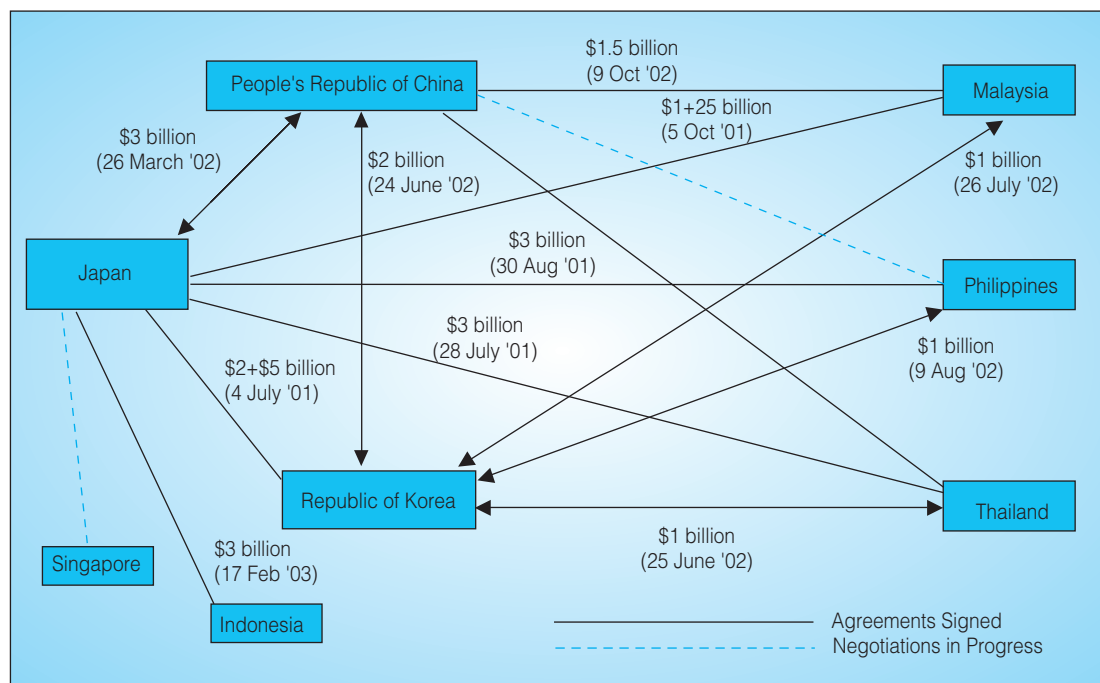 $1.5 billion
(9 Oct '02)
People's Republic of China
Malaysia
$1+25 billion
(5 Oct '01)
$3 billion
(26 March '02)
$2 billion
(24 June '02)
$1 billion
(26 July '02)
Japan
$3 billion
(30 Aug '01)
Philippines
$3 billion
(28 July '01)
$1 billion
(9 Aug '02)
$2+$5 billion
(4 July '01)
Republic of Korea
Thailand
$1 billion
(25 June '02)
Singapore
$3 billion
(17 Feb '03)
Indonesia
Agreements Signed
Negotiations in Progress